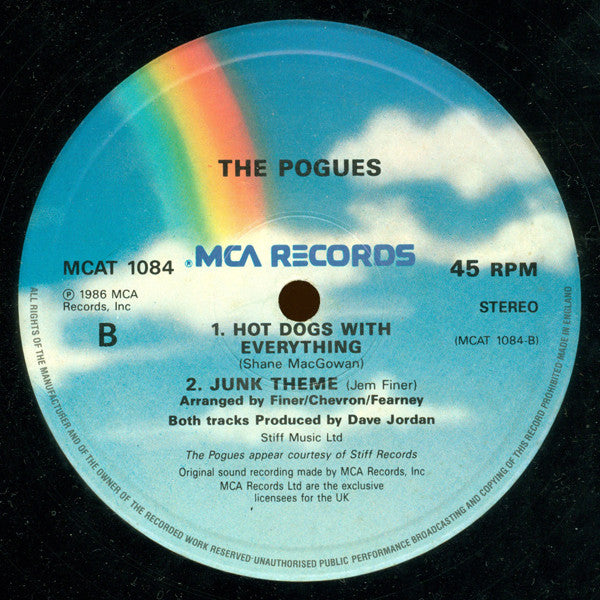 THE POGUES
MCA RECORDS
MCAT 1084
℗ 1986 MCA
Records, Inc
B
45 RPM
STEREO
(MCAT 1084-B)
1. HOT DOGS WITH
EVERYTHING
(Shane MacGowan)
2. JUNK THEME (Jem Finer)
Arranged by Finer/Chevron/Fearney
Both tracks Produced by Dave Jordan
Stiff Music Ltd
The Pogues appear courtesy of Stiff Records
Original sound recording made by MCA Records, Inc
MCA Records Ltd are the exclusive
licensees for the UK
ALL RIGHTS OF THE MANUFACTURER AND OF THE OWNER OF THE RECORDED WORK RESERVED·UNAUTHORISED PUBLIC PERFORMANCE BROADCASTING AND COPYING OF THIS RECORD PROHIBITED MADE IN ENGLAND